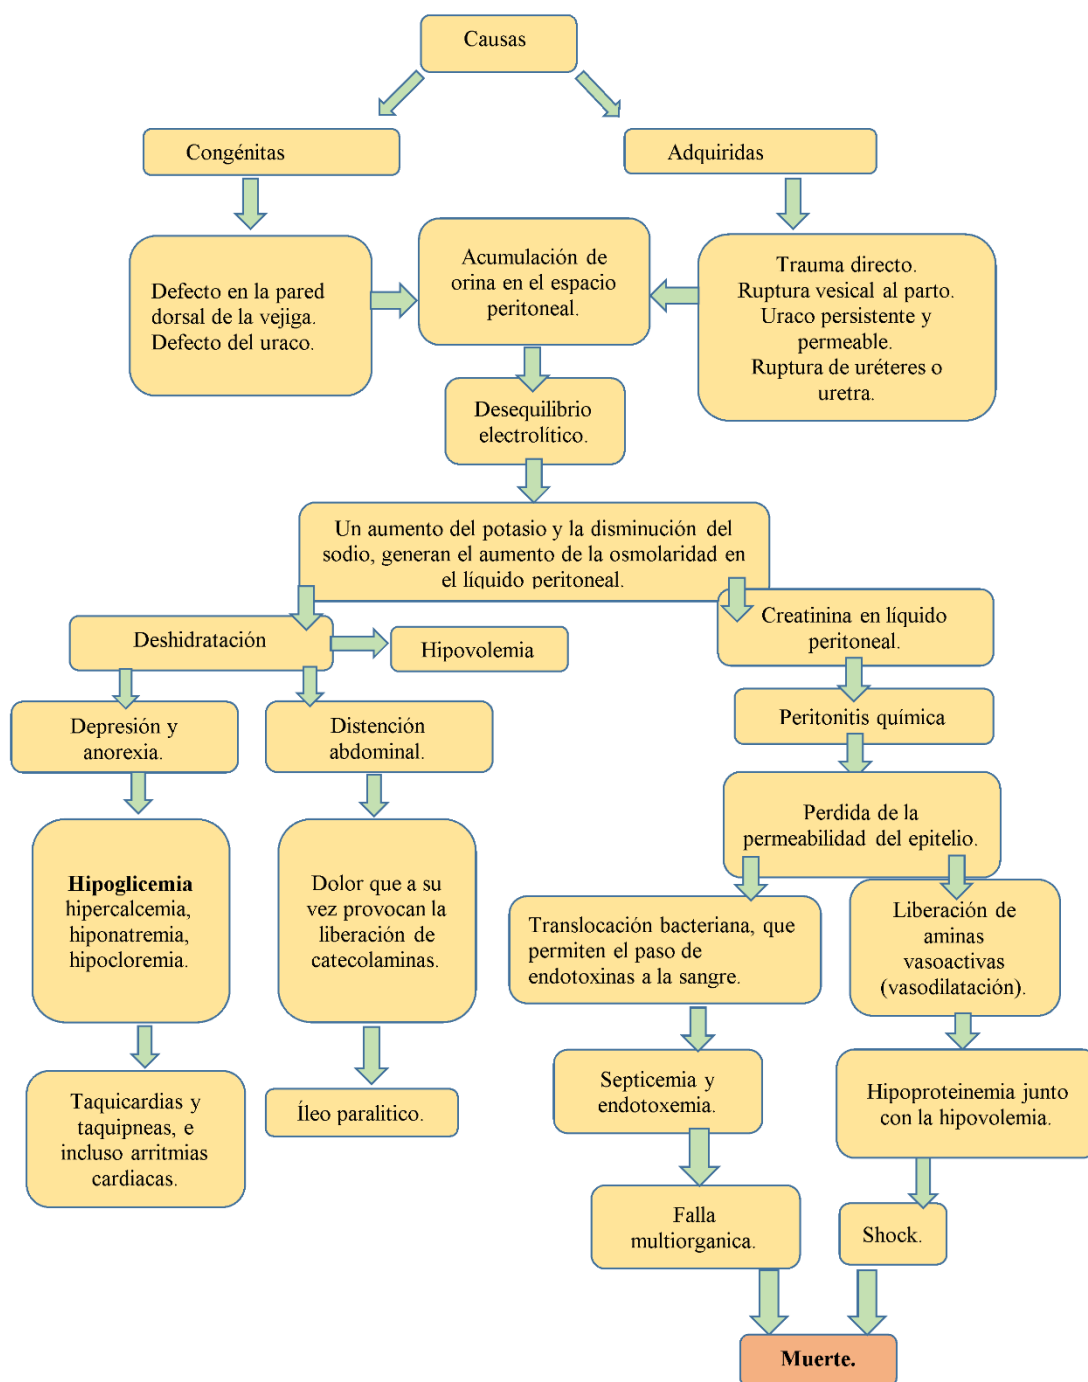 Causas
Congénitas
Adquiridas
Defecto en la pared
dorsal de la vejiga.
Defecto del uraco.
Acumulación de
orina en el espacio
peritoneal.
Trauma directo.
Ruptura vesical al parto.
Uraco persistente y
permeable.
Ruptura de uréteres o
uretra.
Desequilibrio
electrolítico.
Un aumento del potasio y la disminución del
sodio, generan el aumento de la osmolaridad en
el líquido peritoneal.
Deshidratación
Hipovolemia
Creatinina en líquido
peritoneal.
Depresión y
anorexia.
Distención
abdominal.
Peritonitis química
Hipoglicemia
hipercalcemia,
hiponatremia,
hipocloremia.
Dolor que a su
vez provocan la
liberación de
catecolaminas.
Perdida de la
permeabilidad del epitelio.
Translocación bacteriana, que
permiten el paso de
endotoxinas a la sangre.
Liberación de
aminas
vasoactivas
(vasodilatación).
Taquicardias y
taquipneas, e
incluso arritmias
cardiacas.
Íleo paralitico.
Septicemia y
endotoxemia.
Hipoproteinemia junto
con la hipovolemia.
Falla
multiorganica.
Shock.
Muerte.